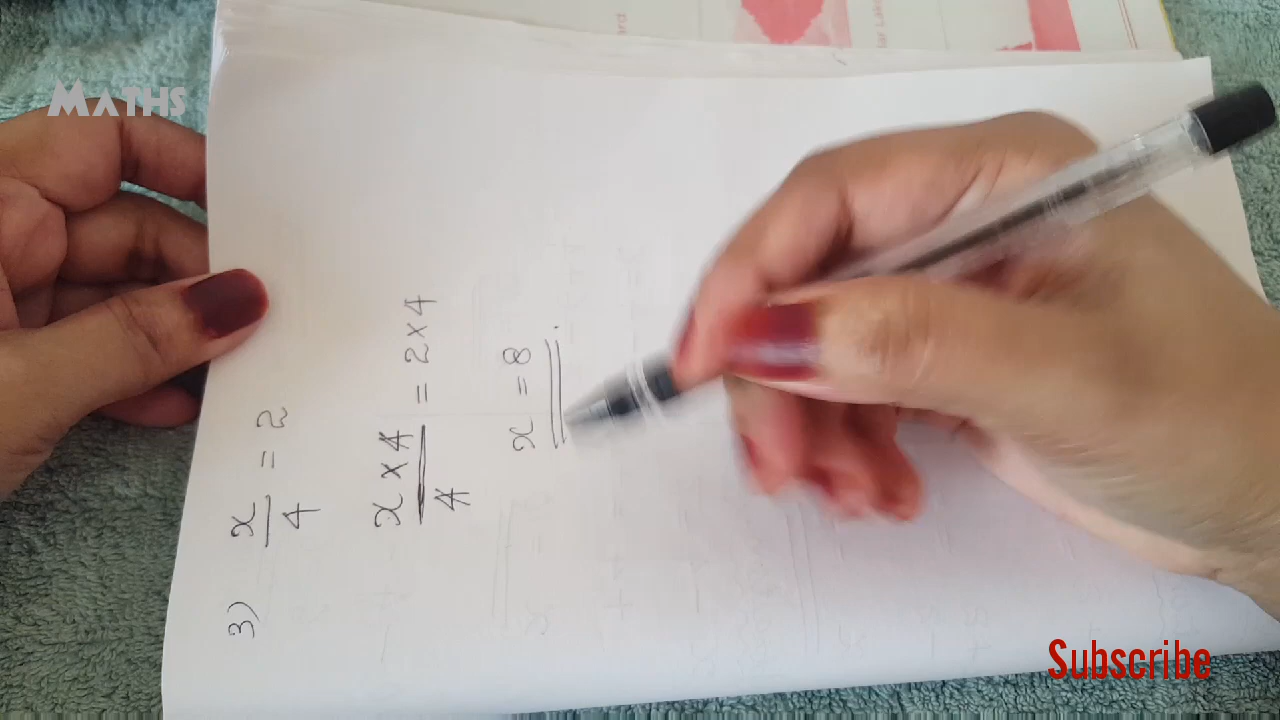 MATHS
3) x/4 = 2
x × 4/4 = 2 × 4
x = 8
Subscribe